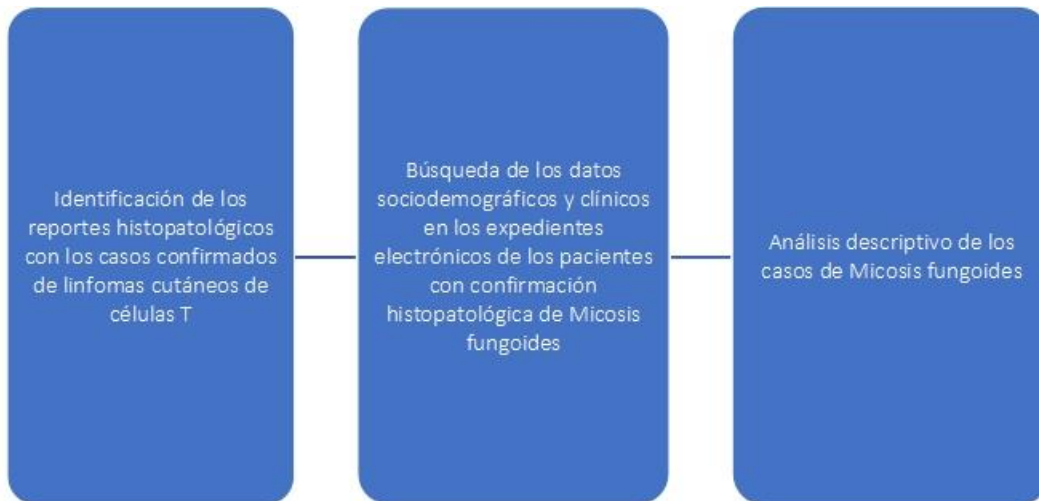 Identificación de los
reportes histopatológicos
con los casos confirmados
de linfomas cutáneos de
células T
Búsqueda de los datos
sociodemográficos y clínicos
en los expedientes
electrónicos de los pacientes
con confirmación
histopatológica de Micosis
fungoides
Análisis descriptivo de los
casos de Micosis fungoides